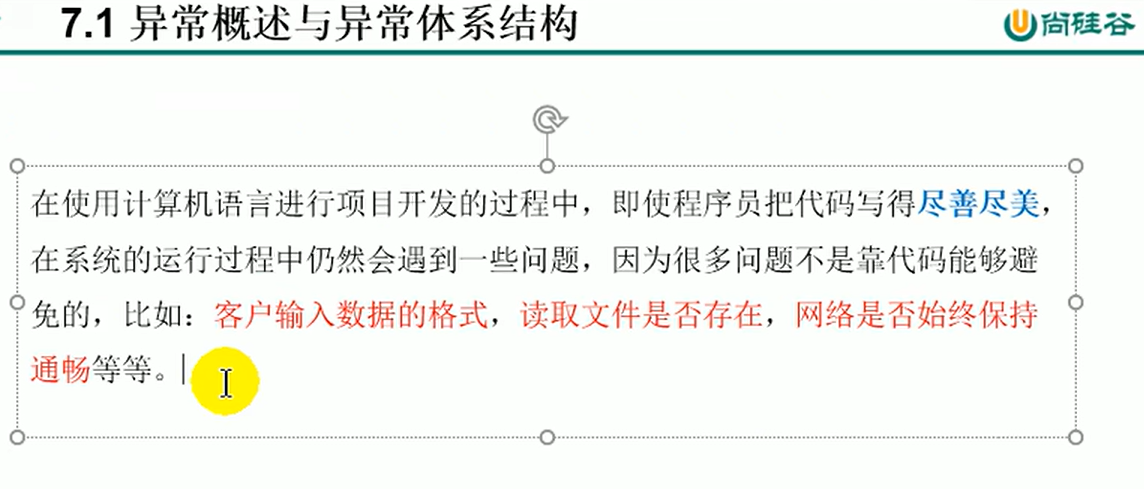 7.1 异常概述与异常体系结构
尚硅谷
在使用计算机语言进行项目开发的过程中，即使程序员把代码写得尽善尽美，
在系统的运行过程中仍然会遇到一些问题，因为很多问题不是靠代码能够避
免的，比如：客户输入数据的格式，读取文件是否存在，网络是否始终保持
通畅等等。